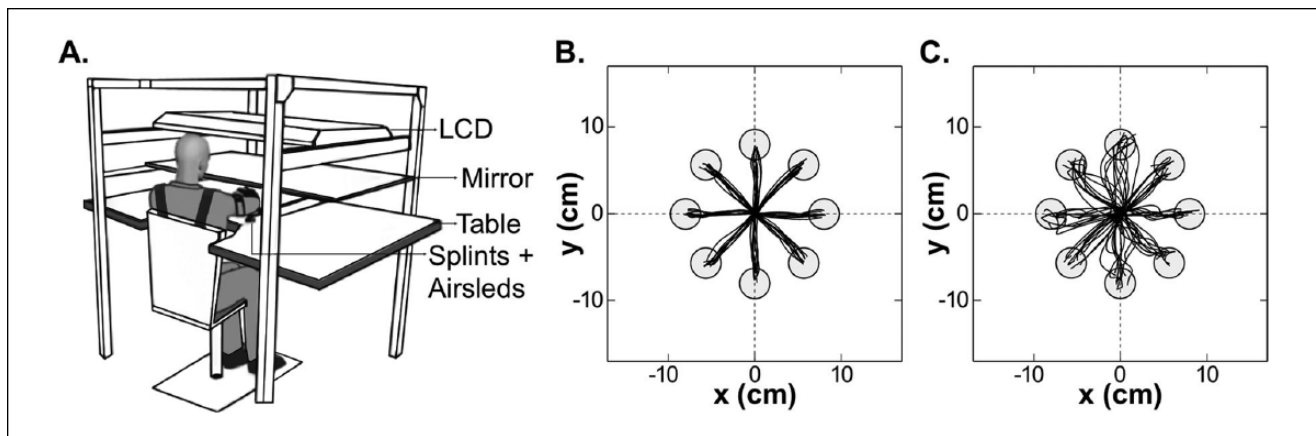 A.
LCD
Mirror
Table
Splints +
Airsleds
B.
10
0
-10
y (cm)
-10
0
10
x (cm)
C.
10
0
-10
y (cm)
-10
0
10
x (cm)